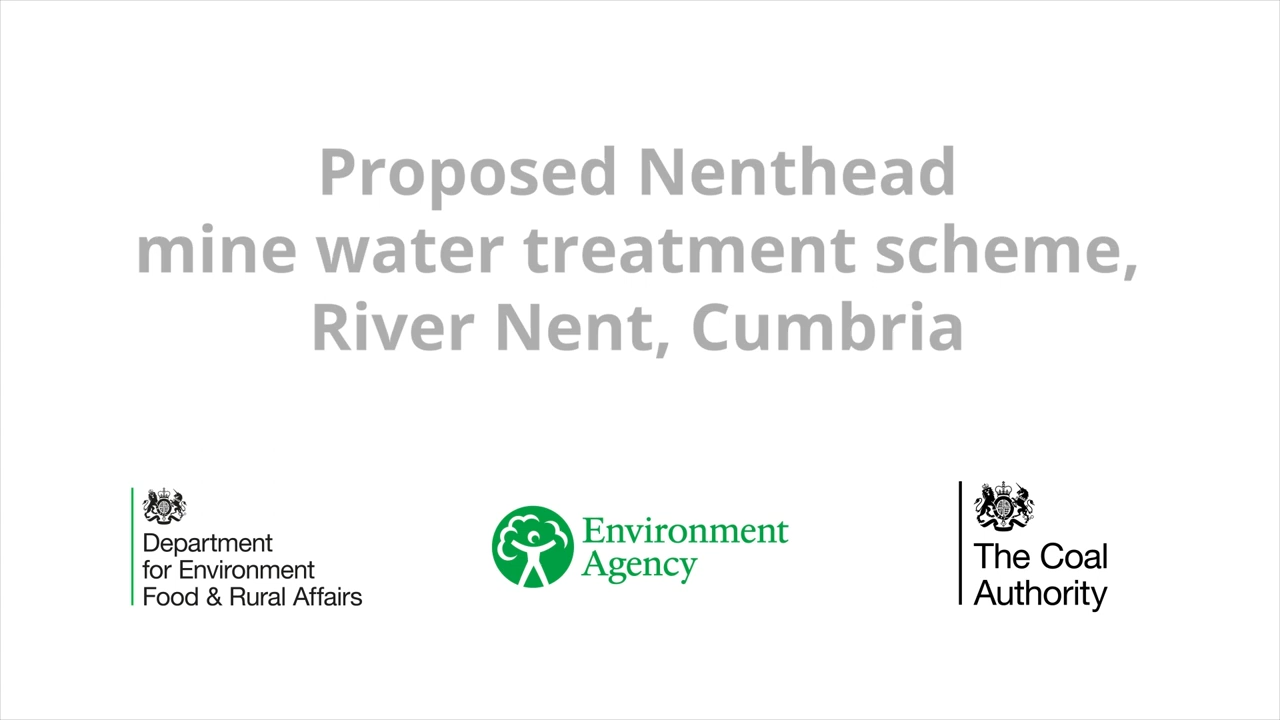 Proposed Nenthead
mine water treatment scheme,
River Nent, Cumbria
Department
for Environment
Food & Rural Affairs
Environment
Agency
The Coal
Authority